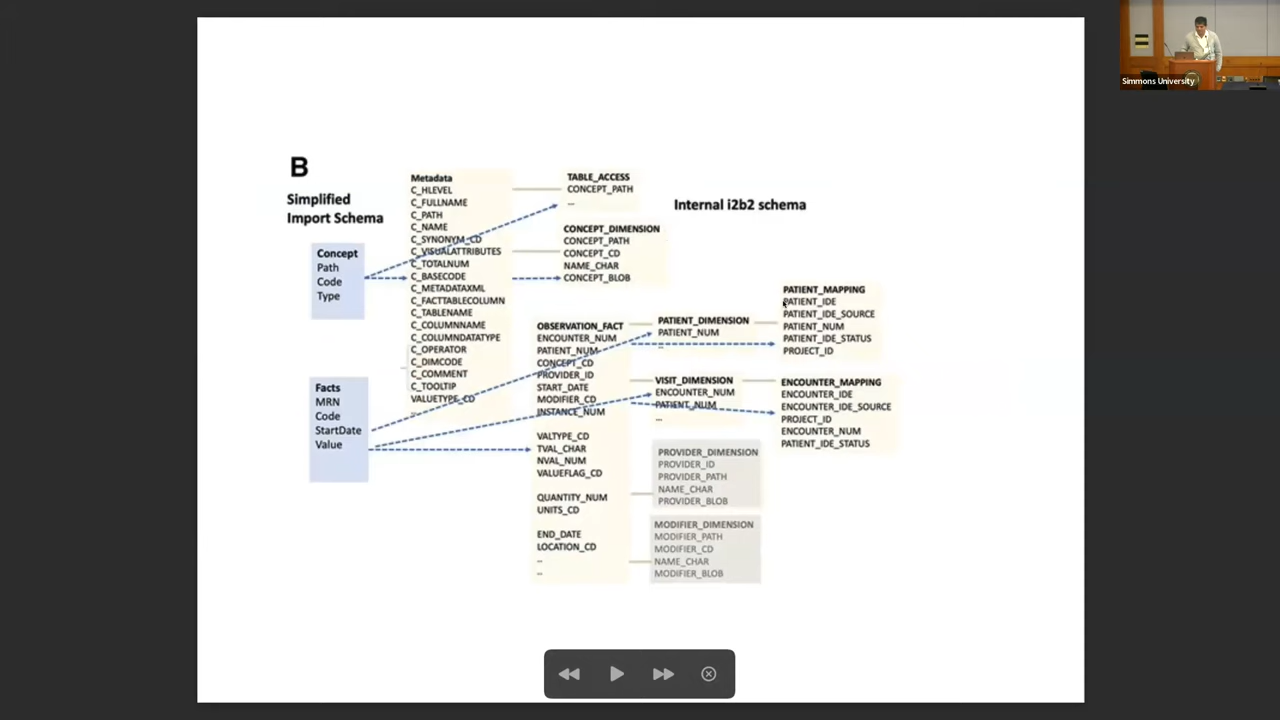 Simmons University
B
Simplified
Import Schema
Concept
Path
Code
Type
Facts
MRN
Code
StartDate
Value
Metadata
C_HLEVEL
C_FULLNAME
C_PATH
C_NAME
C_SYNONYM_CD
C_VISUALATTRIBUTES
C_TOTALNUM
C_BASECODE
C_METADATAXML
C_FACTTABLECOLUMN
C_TABLENAME
C_COLUMNNAME
C_COLUMNDATATYPE
C_OPERATOR
C_DIMCODE
C_COMMENT
C_TOOLTIP
VALUETYPE_CD
...
TABLE_ACCESS
CONCEPT_PATH
...
CONCEPT_DIMENSION
CONCEPT_PATH
CONCEPT_CD
NAME_CHAR
CONCEPT_BLOB
Internal i2b2 schema
OBSERVATION_FACT
ENCOUNTER_NUM
PATIENT_NUM
CONCEPT_CD
PROVIDER_ID
START_DATE
MODIFIER_CD
INSTANCE_NUM
VALTYPE_CD
TVAL_CHAR
NVAL_NUM
VALUEFLAG_CD
QUANTITY_NUM
UNITS_CD
END_DATE
LOCATION_CD
...
...
PATIENT_DIMENSION
PATIENT_NUM
...
VISIT_DIMENSION
ENCOUNTER_NUM
PATIENT_NUM
...
PROVIDER_DIMENSION
PROVIDER_ID
PROVIDER_PATH
NAME_CHAR
PROVIDER_BLOB
MODIFIER_DIMENSION
MODIFIER_PATH
MODIFIER_CD
NAME_CHAR
MODIFIER_BLOB
PATIENT_MAPPING
PATIENT_IDE
PATIENT_IDE_SOURCE
PATIENT_NUM
PATIENT_IDE_STATUS
PROJECT_ID
ENCOUNTER_MAPPING
ENCOUNTER_IDE
ENCOUNTER_IDE_SOURCE
PROJECT_ID
ENCOUNTER_NUM
PATIENT_IDE_STATUS